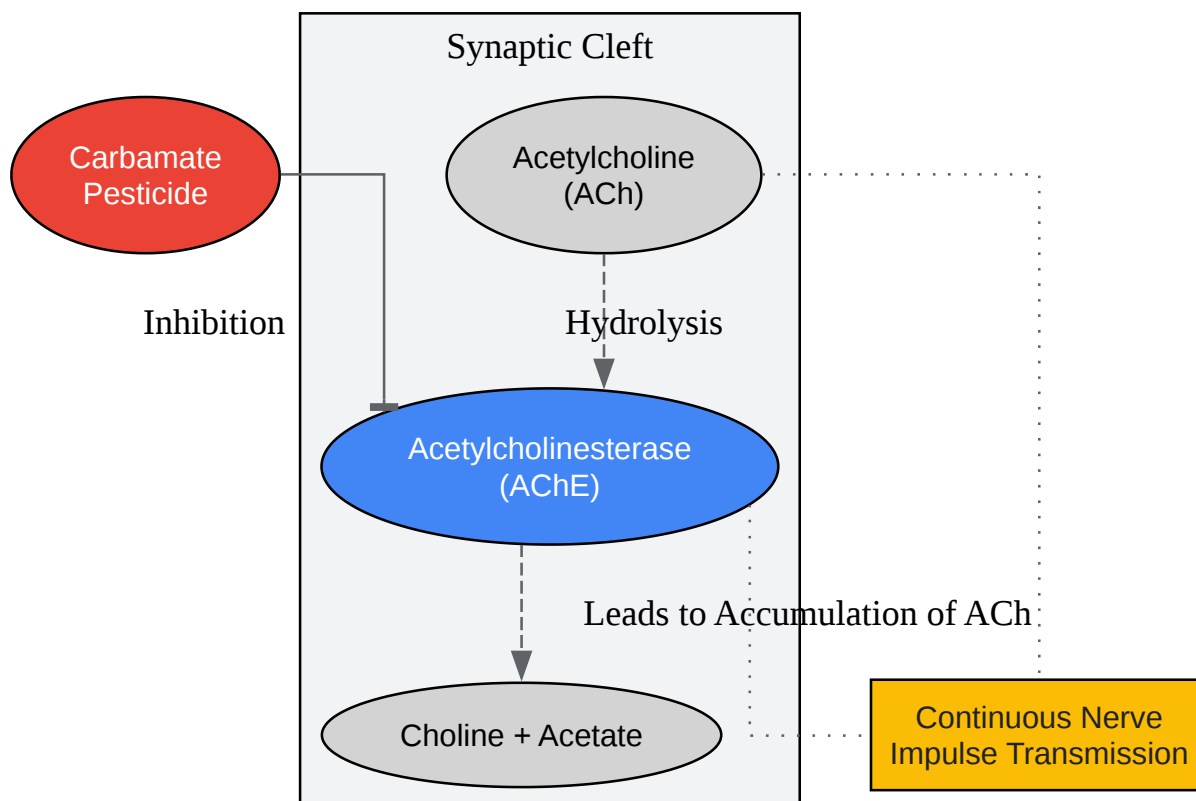 Synaptic Cleft
Carbamate
Pesticide
Acetylcholine
(ACh)
Inhibition
Hydrolysis
Acetylcholinesterase
(AChE)
Leads to Accumulation of ACh
Choline + Acetate
Continuous Nerve
Impulse Transmission